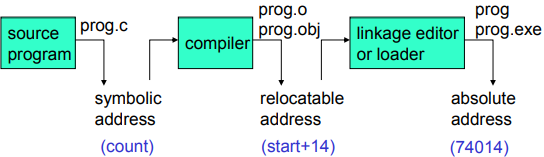 source
program
prog.c
compiler
prog.o
prog.obj
linkage editor
or loader
prog
prog.exe
symbolic
address
(count)
relocatable
address
(start+14)
absolute
address
(74014)